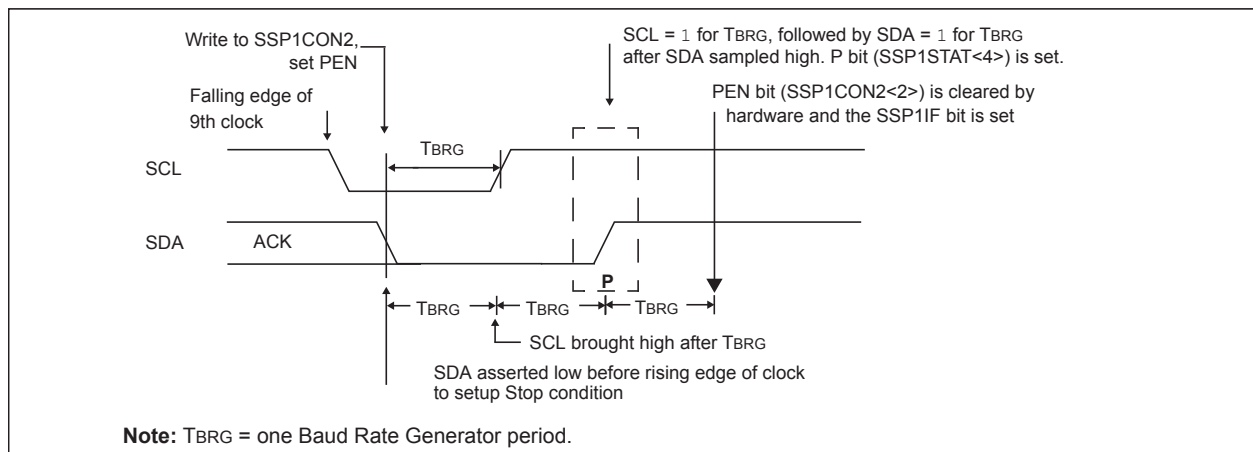 Write to SSP1CON2,
set PEN
SCL = 1 for TBRG, followed by SDA = 1 for TBRG
after SDA sampled high. P bit (SSP1STAT<4>) is set.
Falling edge of
9th clock
PEN bit (SSP1CON2<2>) is cleared by
hardware and the SSP1IF bit is set
TBRG
SCL
SDA
ACK
P
TBRG
TBRG
TBRG
SCL brought high after TBRG
SDA asserted low before rising edge of clock
to setup Stop condition
Note: TBRG = one Baud Rate Generator period.